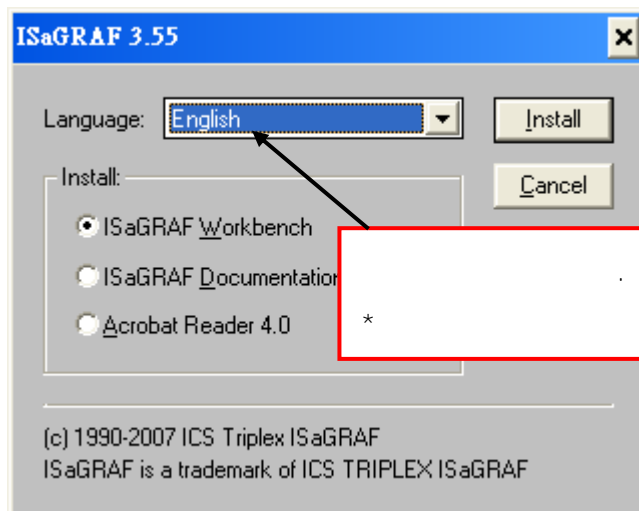 ISaGRAF 3.55
Language: English Install
Cancel
Install:
ISaGRAF Workbench
ISaGRAF Documentation
Acrobat Reader 4.0
.
*
(c) 1990-2007 ICS Triplex ISaGRAF
ISaGRAF is a trademark of ICS TRIPLEX ISaGRAF